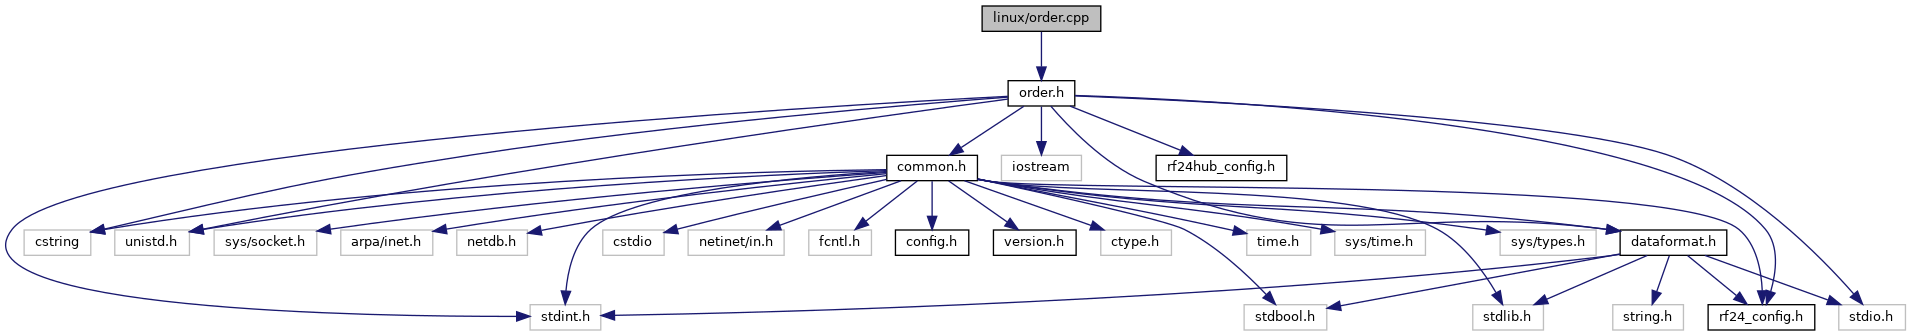 linux/order.cpp
order.h
common.h
iostream
rf24hub_config.h
cstring
unistd.h
sys/socket.h
arpa/inet.h
netdb.h
cstdio
netinet/in.h
fcntl.h
config.h
version.h
ctype.h
time.h
sys/time.h
sys/types.h
dataformat.h
stdint.h
stdbool.h
stdlib.h
string.h
rf24_config.h
stdio.h